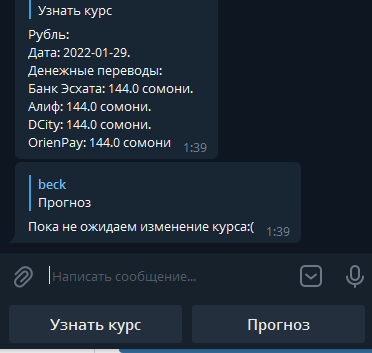 Узнать курс
Рубль:
Дата: 2022-01-29.
Денежные переводы:
Банк Эсхата: 144.0 сомони.
Алиф: 144.0 сомони.
DCity: 144.0 сомони.
OrienPay: 144.0 сомони
1:39
beck
Прогноз
Пока не ожидаем изменение курса:(
1:39
Написать сообщение...
Узнать курс
Прогноз